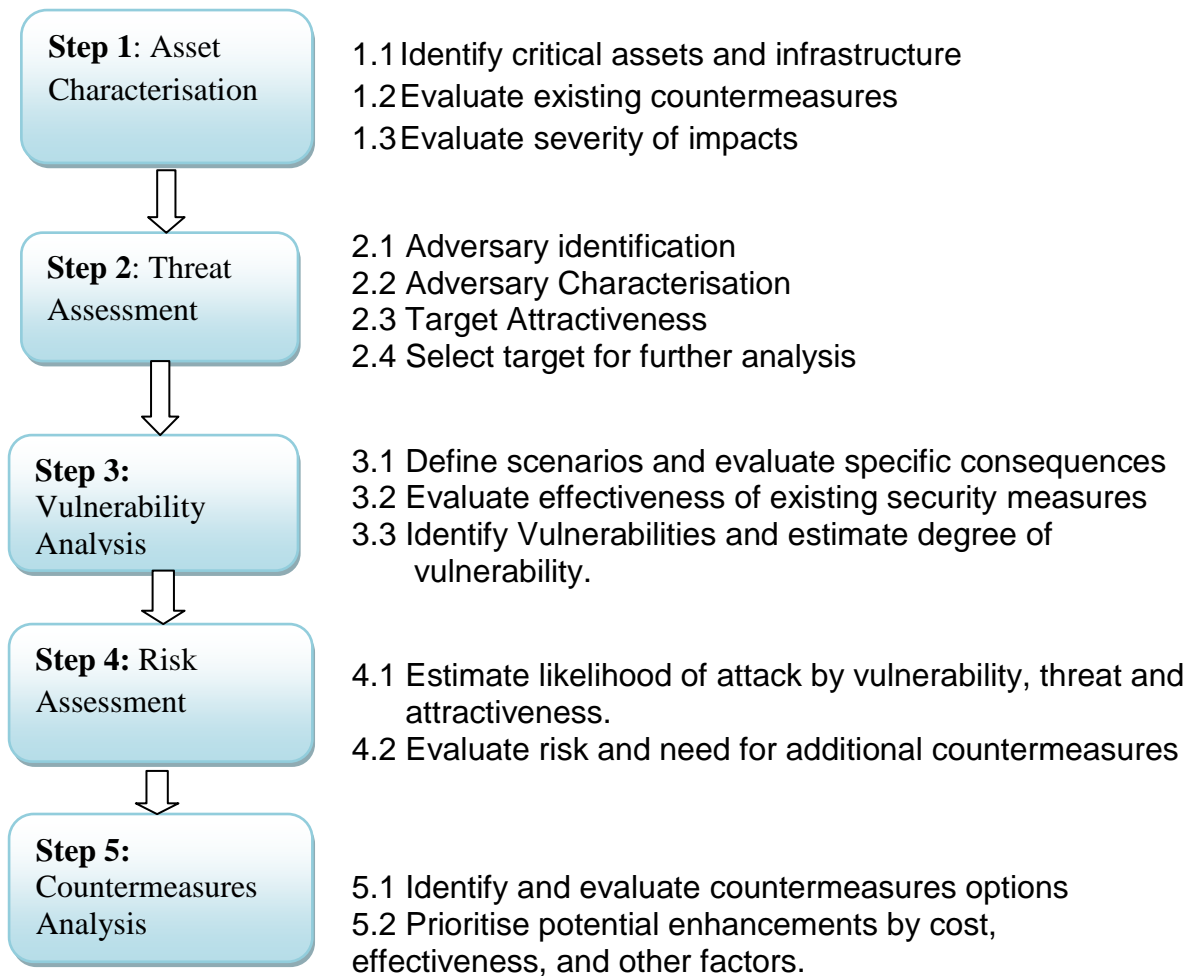 Step 1: Asset
Characterisation
1.1 Identify critical assets and infrastructure
1.2 Evaluate existing countermeasures
1.3 Evaluate severity of impacts
Step 2: Threat
Assessment
2.1 Adversary identification
2.2 Adversary Characterisation
2.3 Target Attractiveness
2.4 Select target for further analysis
Step 3:
Vulnerability
Analysis
3.1 Define scenarios and evaluate specific consequences
3.2 Evaluate effectiveness of existing security measures
3.3 Identify Vulnerabilities and estimate degree of
vulnerability.
Step 4: Risk
Assessment
4.1 Estimate likelihood of attack by vulnerability, threat and
attractiveness.
4.2 Evaluate risk and need for additional countermeasures
Step 5:
Countermeasures
Analysis
5.1 Identify and evaluate countermeasures options
5.2 Prioritise potential enhancements by cost,
effectiveness, and other factors.